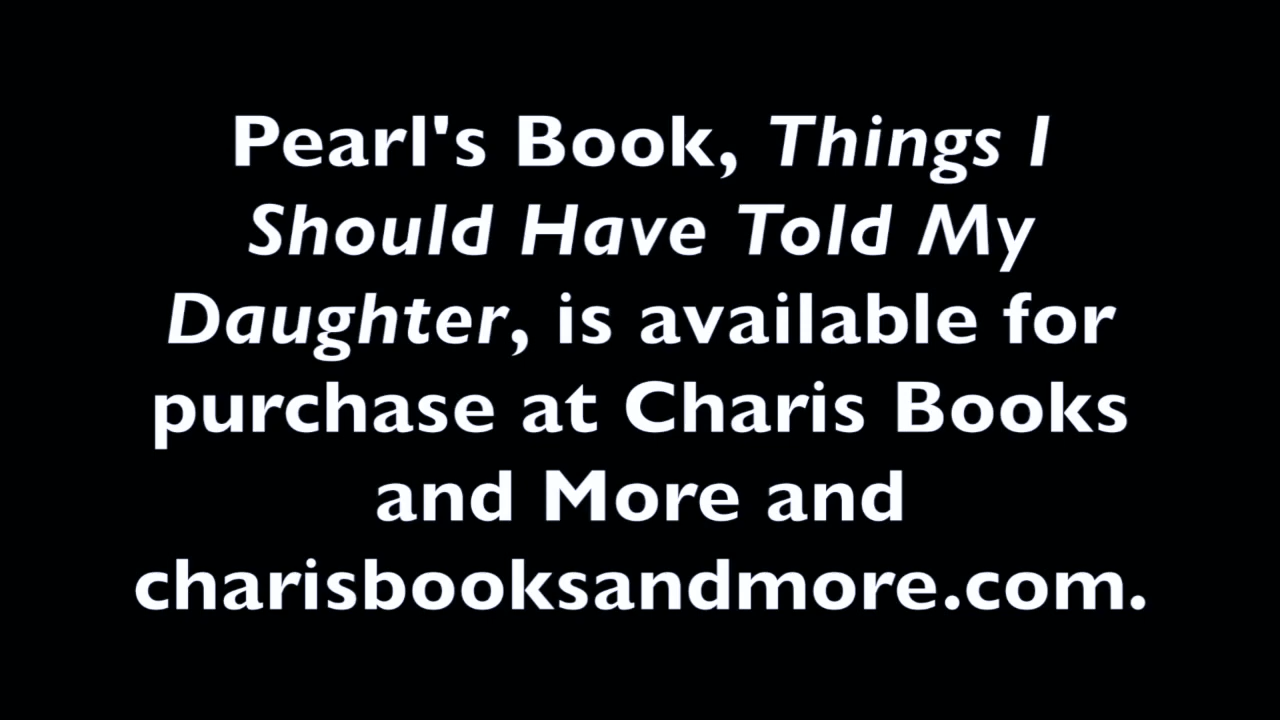 Pearl's Book, Things I
Should Have Told My
Daughter, is available for
purchase at Charis Books
and More and
charisbooksandmore.com.